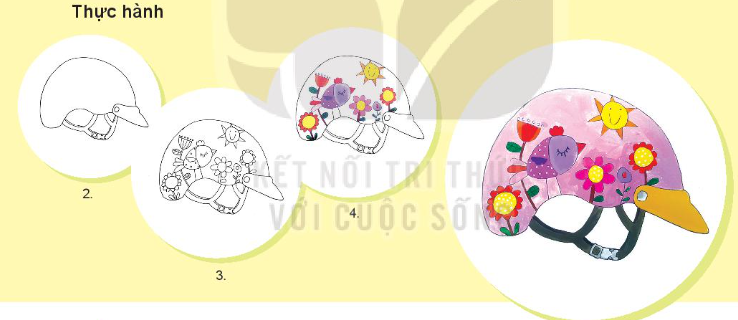 Thực hành
2.
3.
4.
KẾT NỐI TRI THỨC
VỚI CUỘC SỐNG